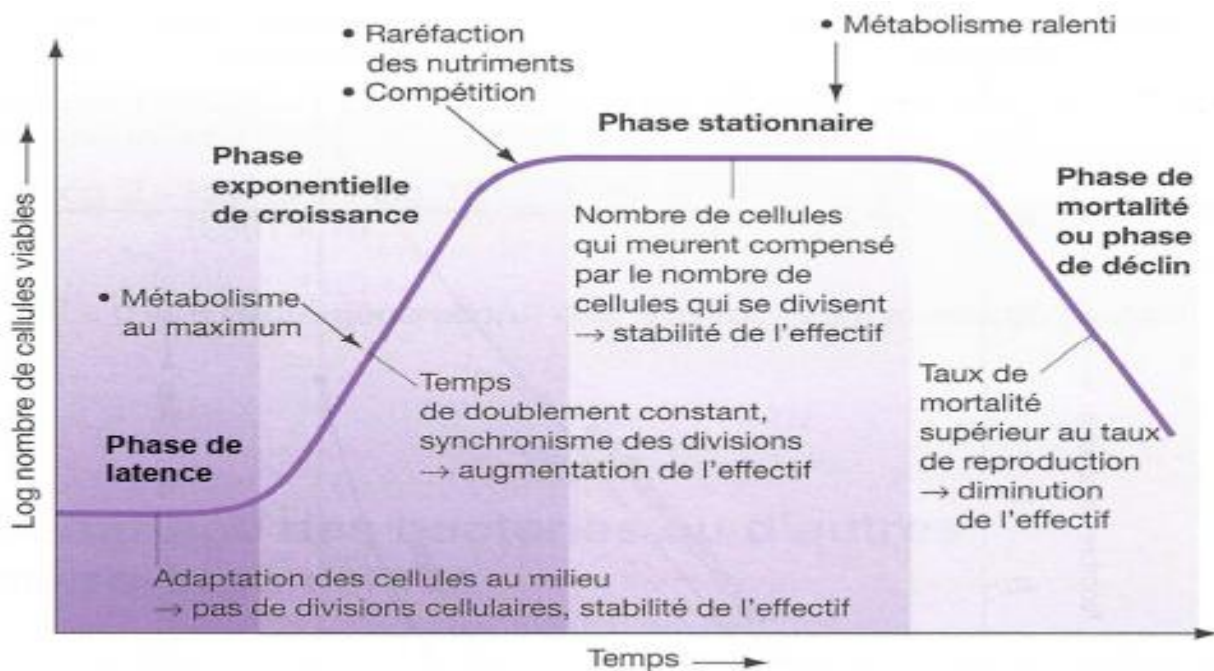 • Raréfaction
des nutriments
• Compétition
• Métabolisme ralenti
Phase stationnaire
Phase
exponentielle
de croissance
Phase de
mortalité
ou phase
de déclin
Nombre de cellules
qui meurent compensé
par le nombre de
cellules qui se divisent
→ stabilité de l'effectif
• Métabolisme
au maximum
Temps
de doublement constant,
synchronisme des divisions
→ augmentation de l'effectif
Taux de
mortalité
supérieur au taux
de reproduction
→ diminution
de l'effectif
Phase de
latence
Adaptation des cellules au milieu
→ pas de divisions cellulaires, stabilité de l'effectif
Log nombre de cellules viables →
Temps →